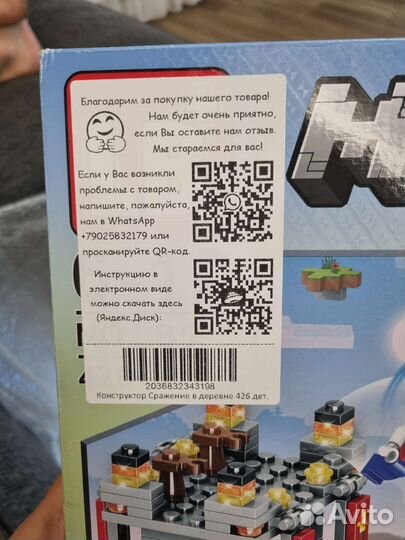 Благодарим за покупку нашего товара!
Нам будет очень приятно,
если Вы оставите нам отзыв.
Мы стараемся для вас!
Если у Вас возникли
проблемы с товаром,
напишите, пожалуйста,
нам в WhatsApp
+79025832179 или
просканируйте QR-код.
Инструкцию в
электронном виде
можно скачать здесь
(Яндекс.Диск):
2036832343198
Конструктор Сражение в деревне 426 дет.
Avito